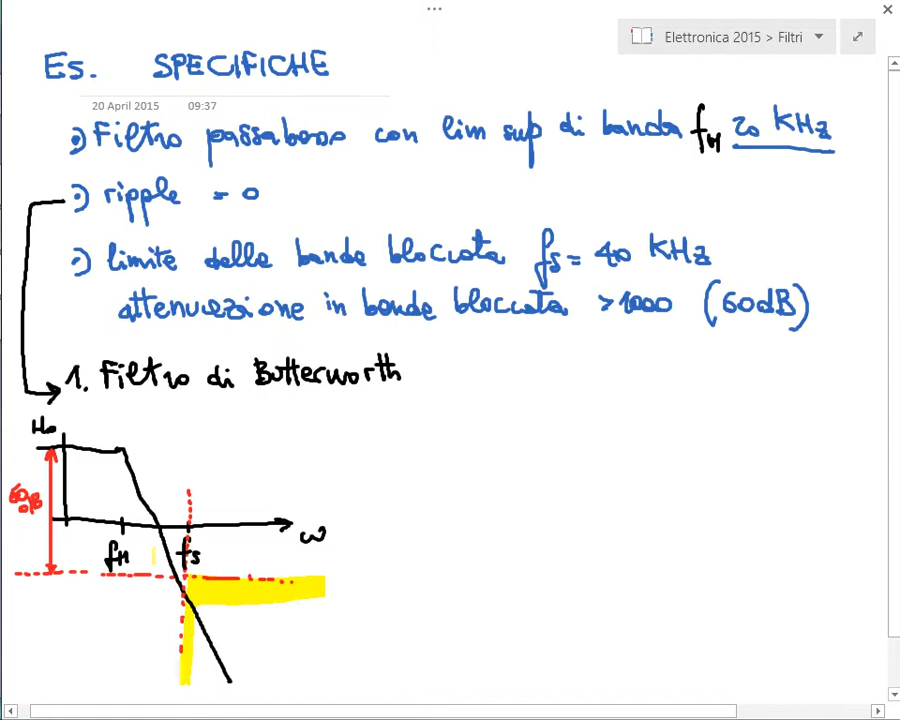 Elettronica 2015 > Filtri
Es. SPECIFICHE
20 April 2015 09:37
•) Filtro passabasso con lim sup di banda fH 20 KHz
•) ripple = 0
•) limite della banda bloccata fs = 40 KHz
attenuazione in banda bloccata >1000 (60dB)
1. Filtro di Butterworth
Ho
60dB
fH fs ω